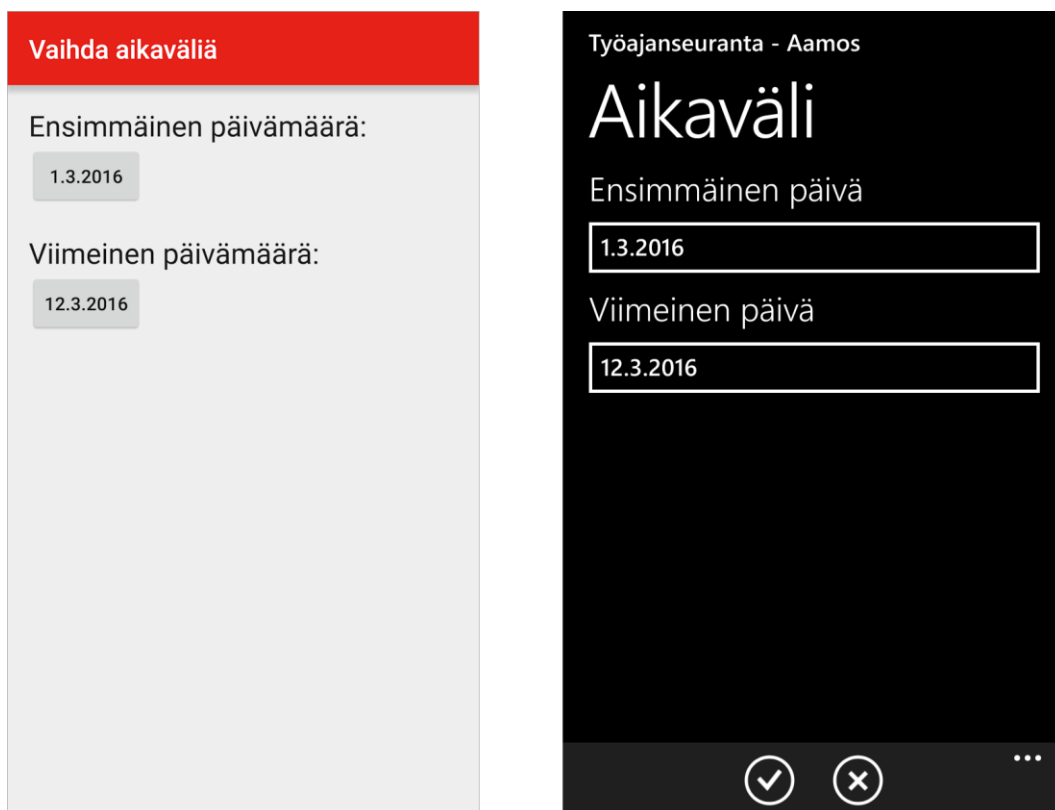 Vaihda aikaväliä
Ensimmäinen päivämäärä:
1.3.2016
Viimeinen päivämäärä:
12.3.2016
Työajanseuranta - Aamos
Aikaväli
Ensimmäinen päivä
1.3.2016
Viimeinen päivä
12.3.2016